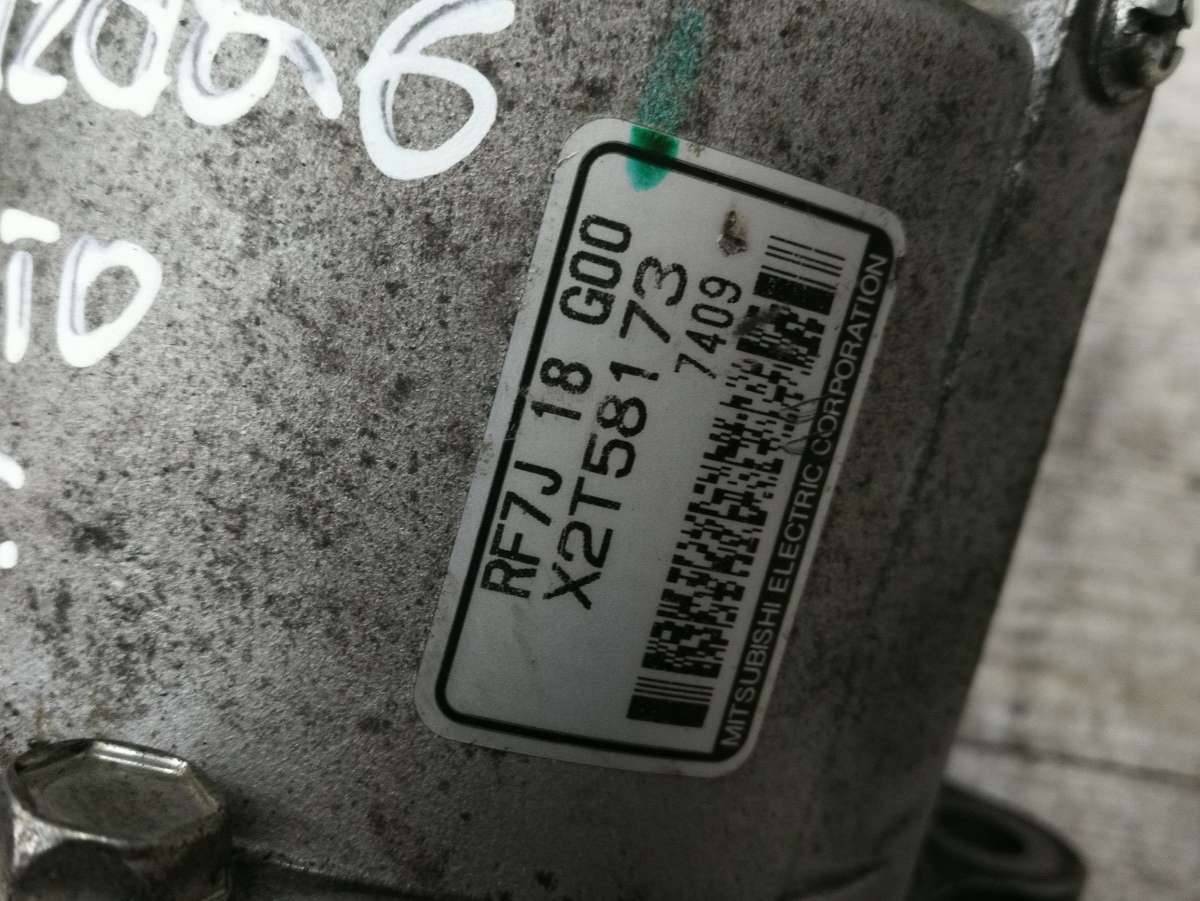 RF7J 18 G00
X2T58173
7409
MITSUBISHI ELECTRIC CORPORATION